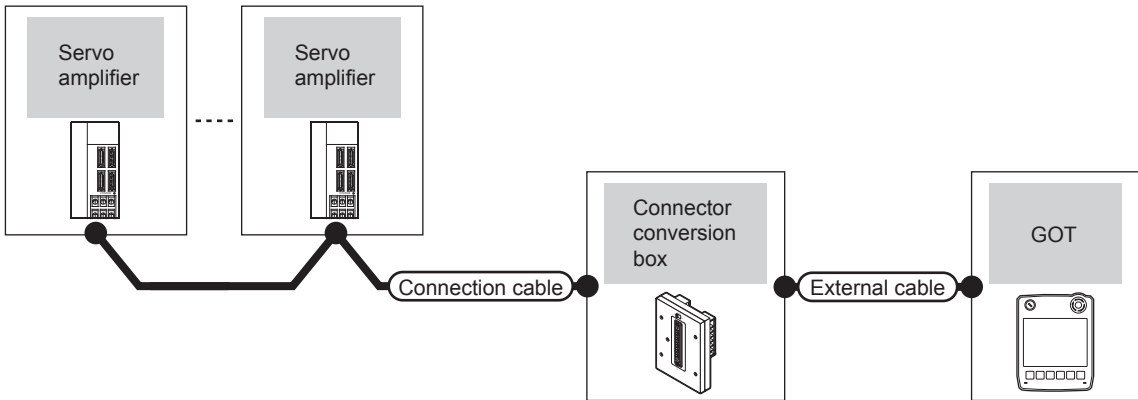 Servo
amplifier
Servo
amplifier
Connector
conversion
box
GOT
Connection cable
External cable